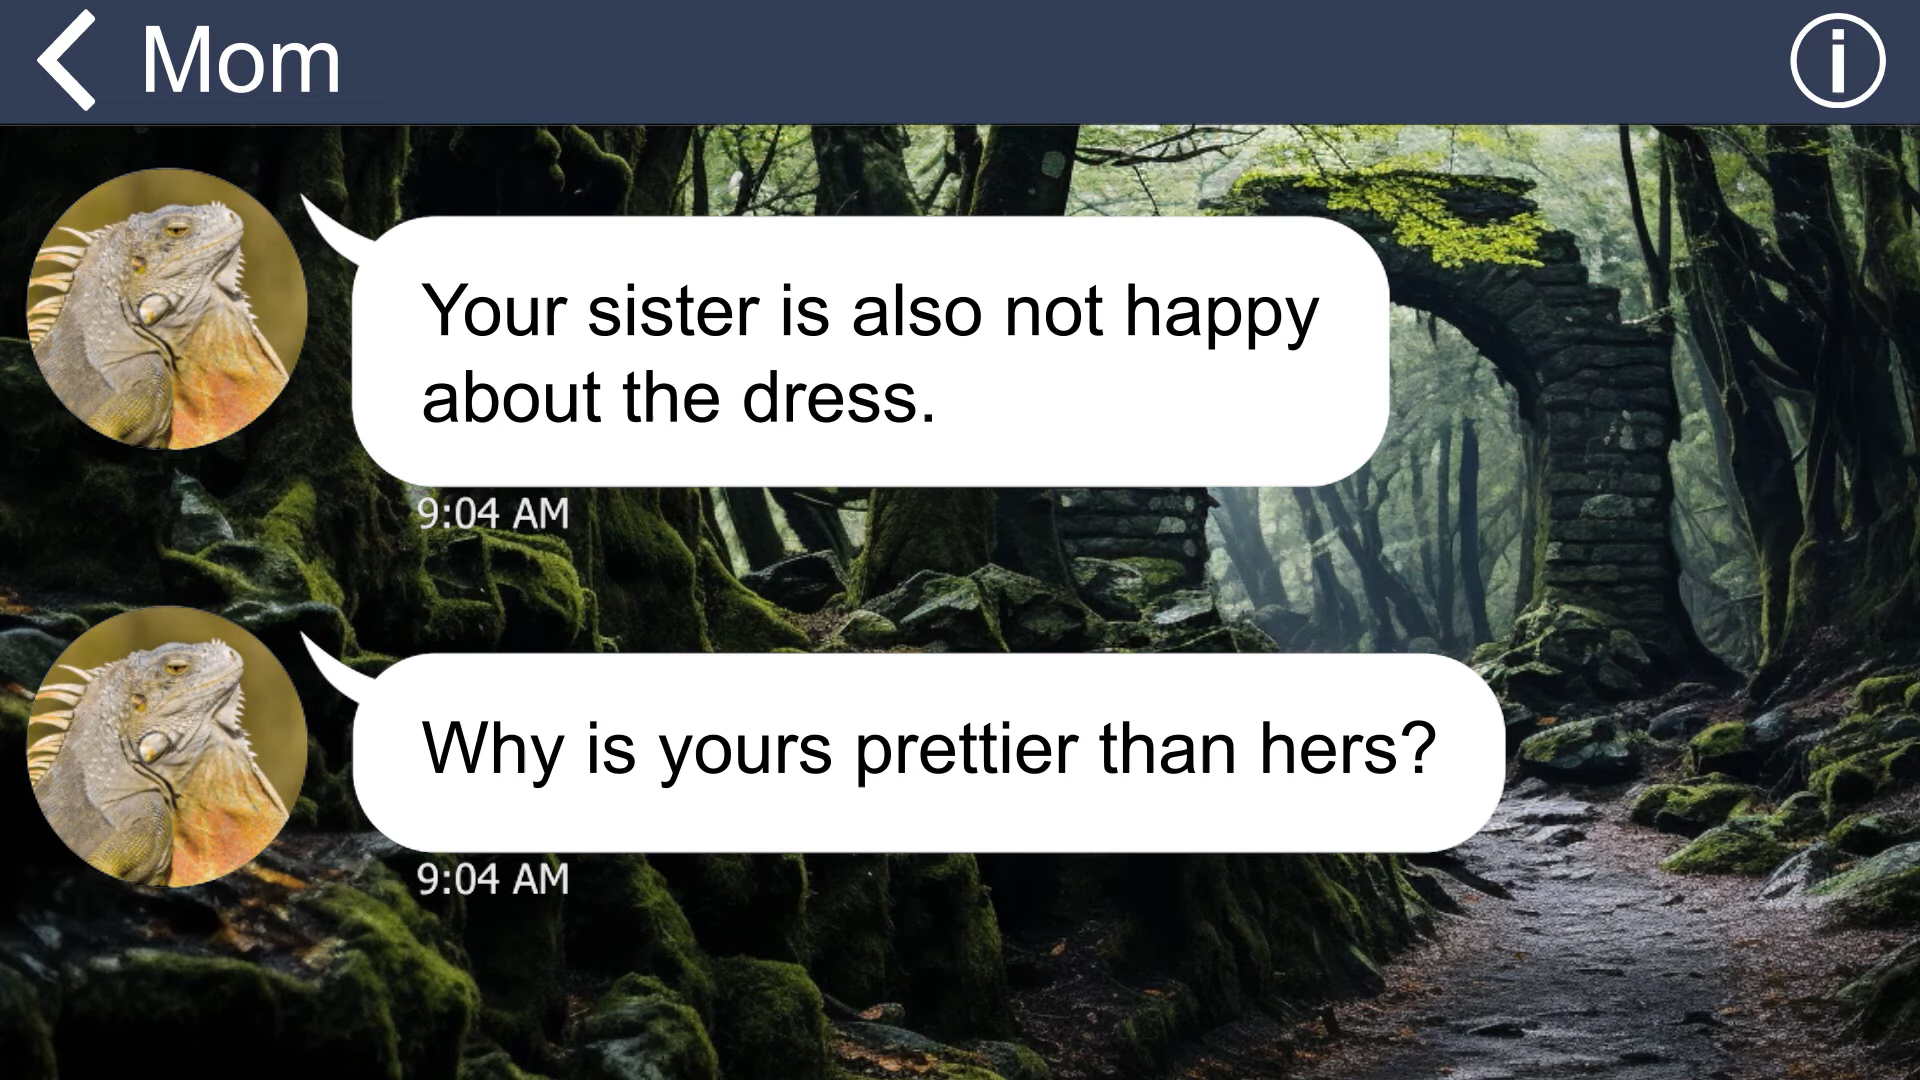 Mom
Your sister is also not happy
about the dress.
9:04 AM
Why is yours prettier than hers?
9:04 AM